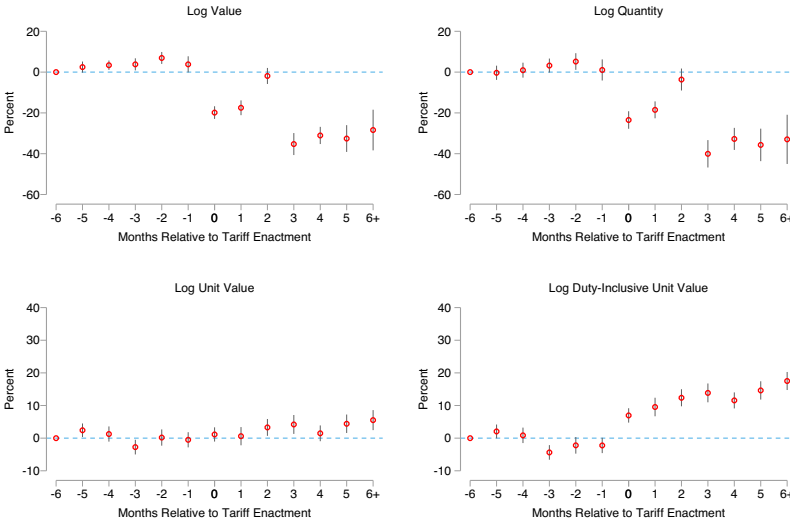 Log Value
20
0
-20
-40
-60
Percent
-6 -5 -4 -3 -2 -1 0 1 2 3 4 5 6+
Months Relative to Tariff Enactment
Log Quantity
20
0
-20
-40
-60
Percent
-6 -5 -4 -3 -2 -1 0 1 2 3 4 5 6+
Months Relative to Tariff Enactment
Log Unit Value
40
30
20
10
0
-10
Percent
-6 -5 -4 -3 -2 -1 0 1 2 3 4 5 6+
Months Relative to Tariff Enactment
Log Duty-Inclusive Unit Value
40
30
20
10
0
-10
Percent
-6 -5 -4 -3 -2 -1 0 1 2 3 4 5 6+
Months Relative to Tariff Enactment